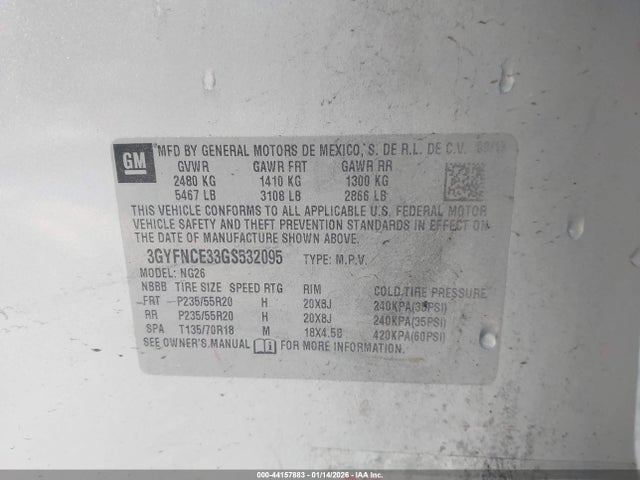 GM
MFD BY GENERAL MOTORS DE MEXICO, S. DE R.L. DE C.V.
GVWR GAWR FRT GAWR RR
2480 KG 1410 KG 1300 KG
5467 LB 3108 LB 2866 LB
THIS VEHICLE CONFORMS TO ALL APPLICABLE U.S. FEDERAL MOTOR
VEHICLE SAFETY AND THEFT PREVENTION STANDARDS IN EFFECT ON
THE DATE OF MANUFACTURE SHOWN ABOVE.
3GYFNCE33GS532095 TYPE: M.P.V.
MODEL: NG26
NBBB TIRE SIZE SPEED RTG RIM COLD TIRE PRESSURE
FRT P235/55R20 H 20X8J 240KPA(35PSI)
RR P235/55R20 H 20X8J 240KPA(35PSI)
SPA T135/70R18 M 18X4.5B 420KPA(60PSI)
SEE OWNER'S MANUAL FOR MORE INFORMATION.
000-44157883 - 01/14/2026 - IAAI.com